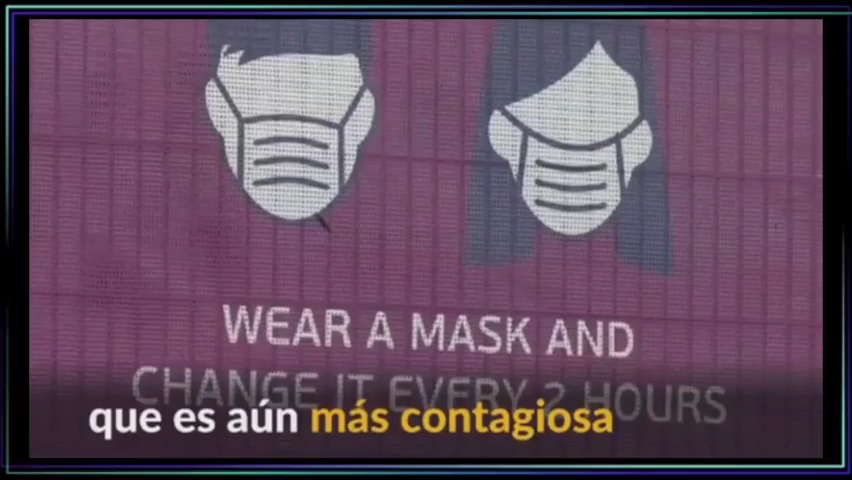 WEAR A MASK AND
CHANGE IT EVERY 2 HOURS
que es aún más contagiosa